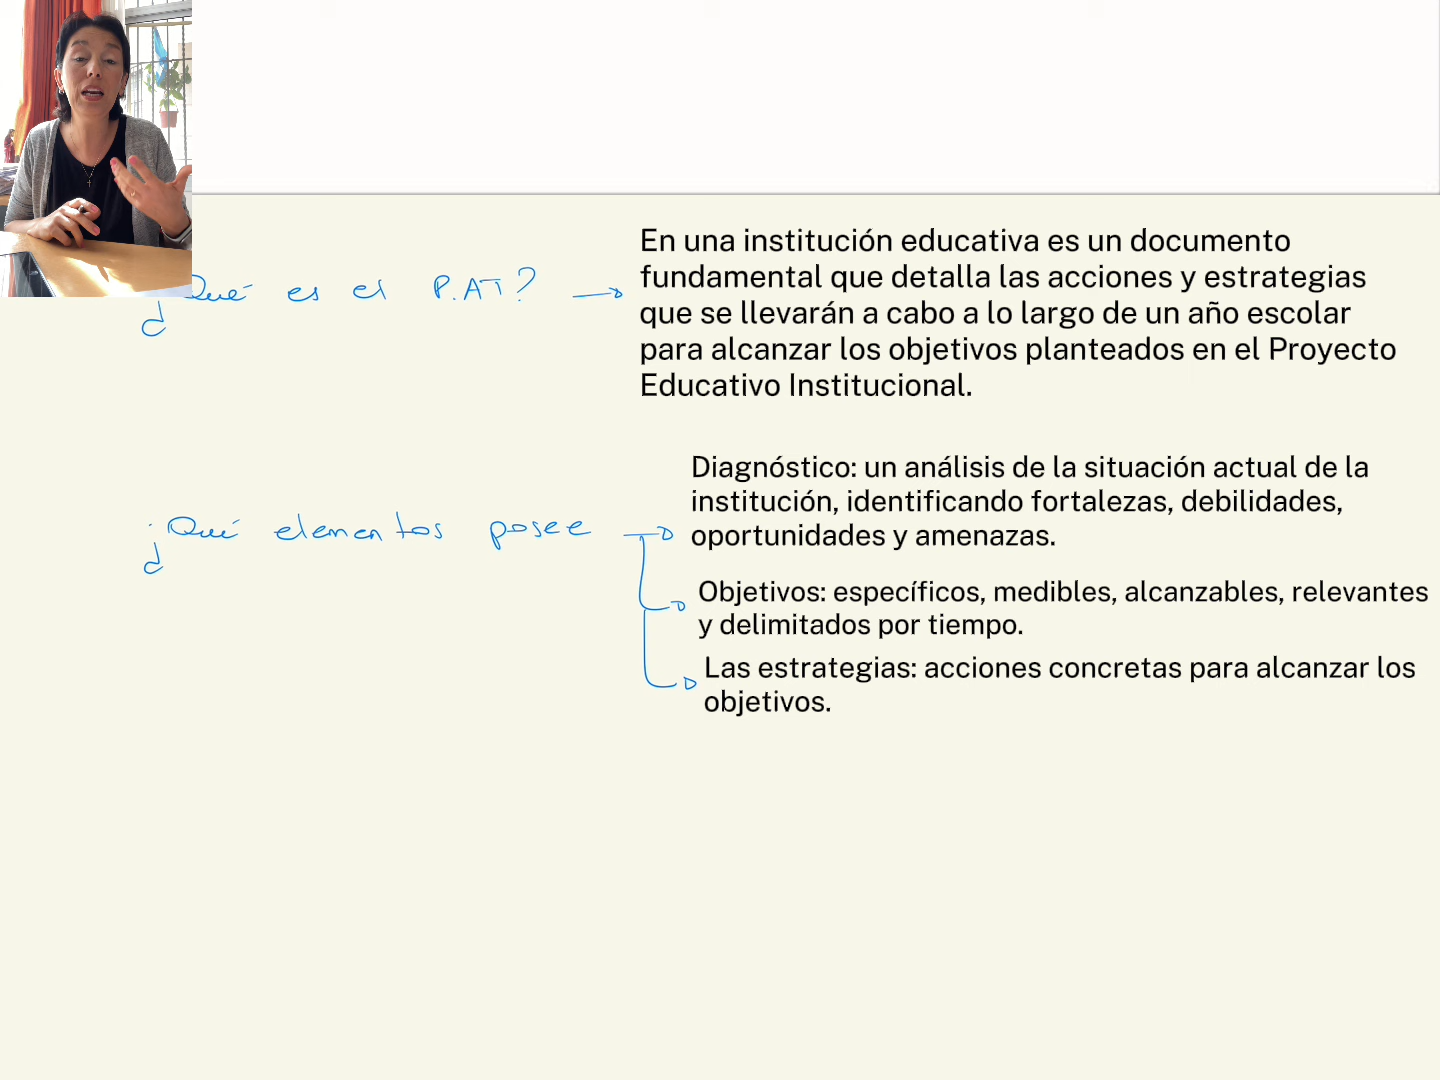 ¿Qué es el P.AT?
En una institución educativa es un documento
fundamental que detalla las acciones y estrategias
que se llevarán a cabo a lo largo de un año escolar
para alcanzar los objetivos planteados en el Proyecto
Educativo Institucional.
¿Qué elementos posee
Diagnóstico: un análisis de la situación actual de la
institución, identificando fortalezas, debilidades,
oportunidades y amenazas.
Objetivos: específicos, medibles, alcanzables, relevantes
y delimitados por tiempo.
Las estrategias: acciones concretas para alcanzar los
objetivos.